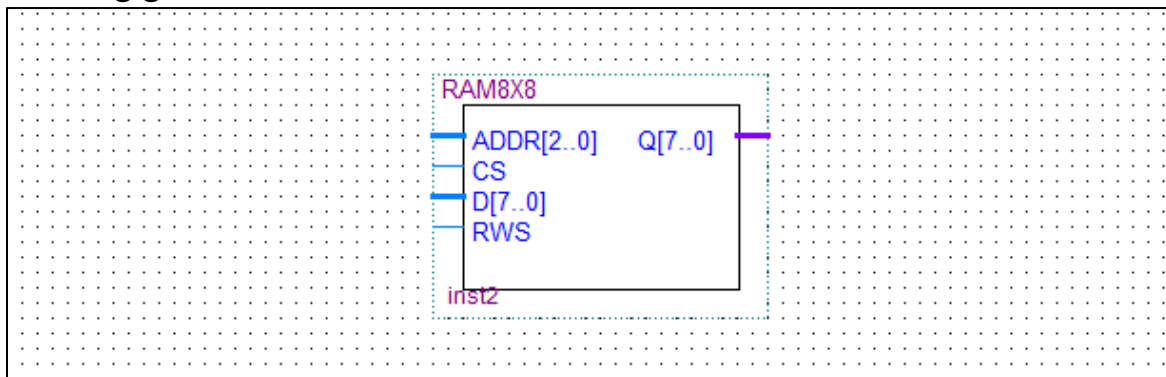 RAM8X8
ADDR[2..0] Q[7..0]
CS
D[7..0]
RWS
inst2